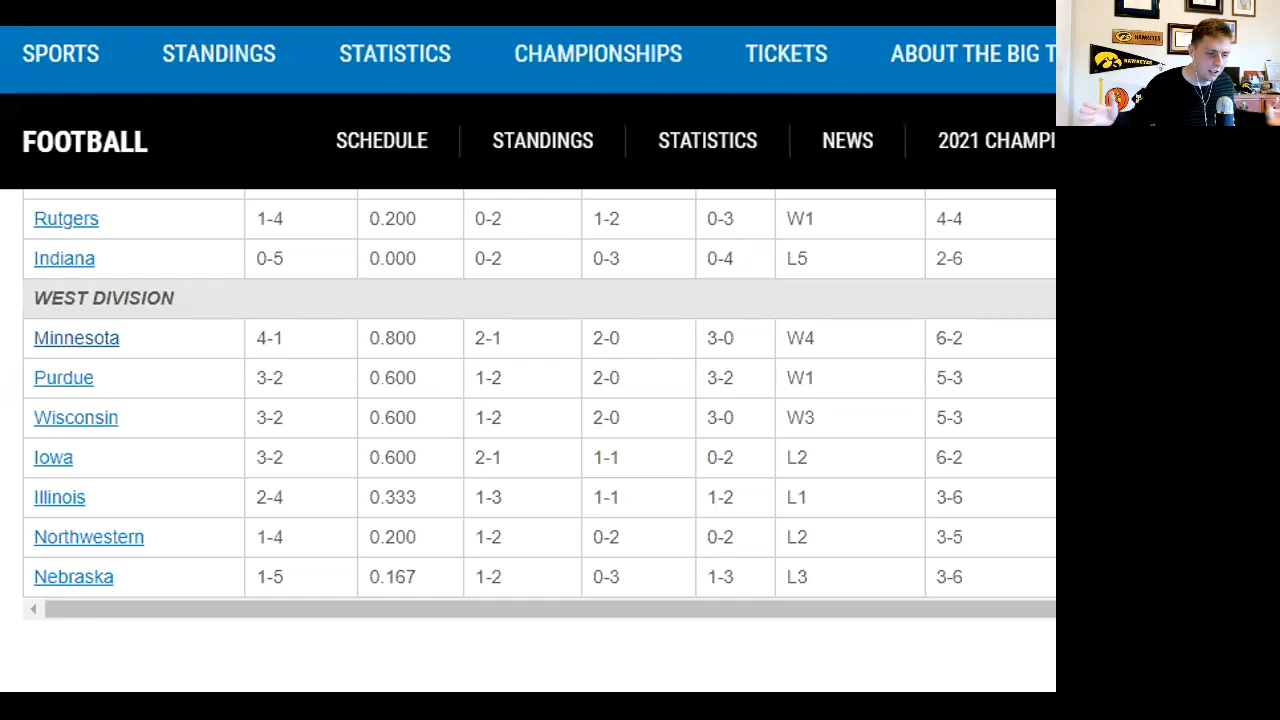 SPORTS STANDINGS STATISTICS CHAMPIONSHIPS TICKETS ABOUT THE BIG T
FOOTBALL SCHEDULE STANDINGS STATISTICS NEWS 2021 CHAMPI
Rutgers 1-4 0.200 0-2 1-2 0-3 W1 4-4
Indiana 0-5 0.000 0-2 0-3 0-4 L5 2-6
WEST DIVISION
Minnesota 4-1 0.800 2-1 2-0 3-0 W4 6-2
Purdue 3-2 0.600 1-2 2-0 3-2 W1 5-3
Wisconsin 3-2 0.600 1-2 2-0 3-0 W3 5-3
Iowa 3-2 0.600 2-1 1-1 0-2 L2 6-2
Illinois 2-4 0.333 1-3 1-1 1-2 L1 3-6
Northwestern 1-4 0.200 1-2 0-2 0-2 L2 3-5
Nebraska 1-5 0.167 1-2 0-3 1-3 L3 3-6
HAWKEYES
HAWKEYES